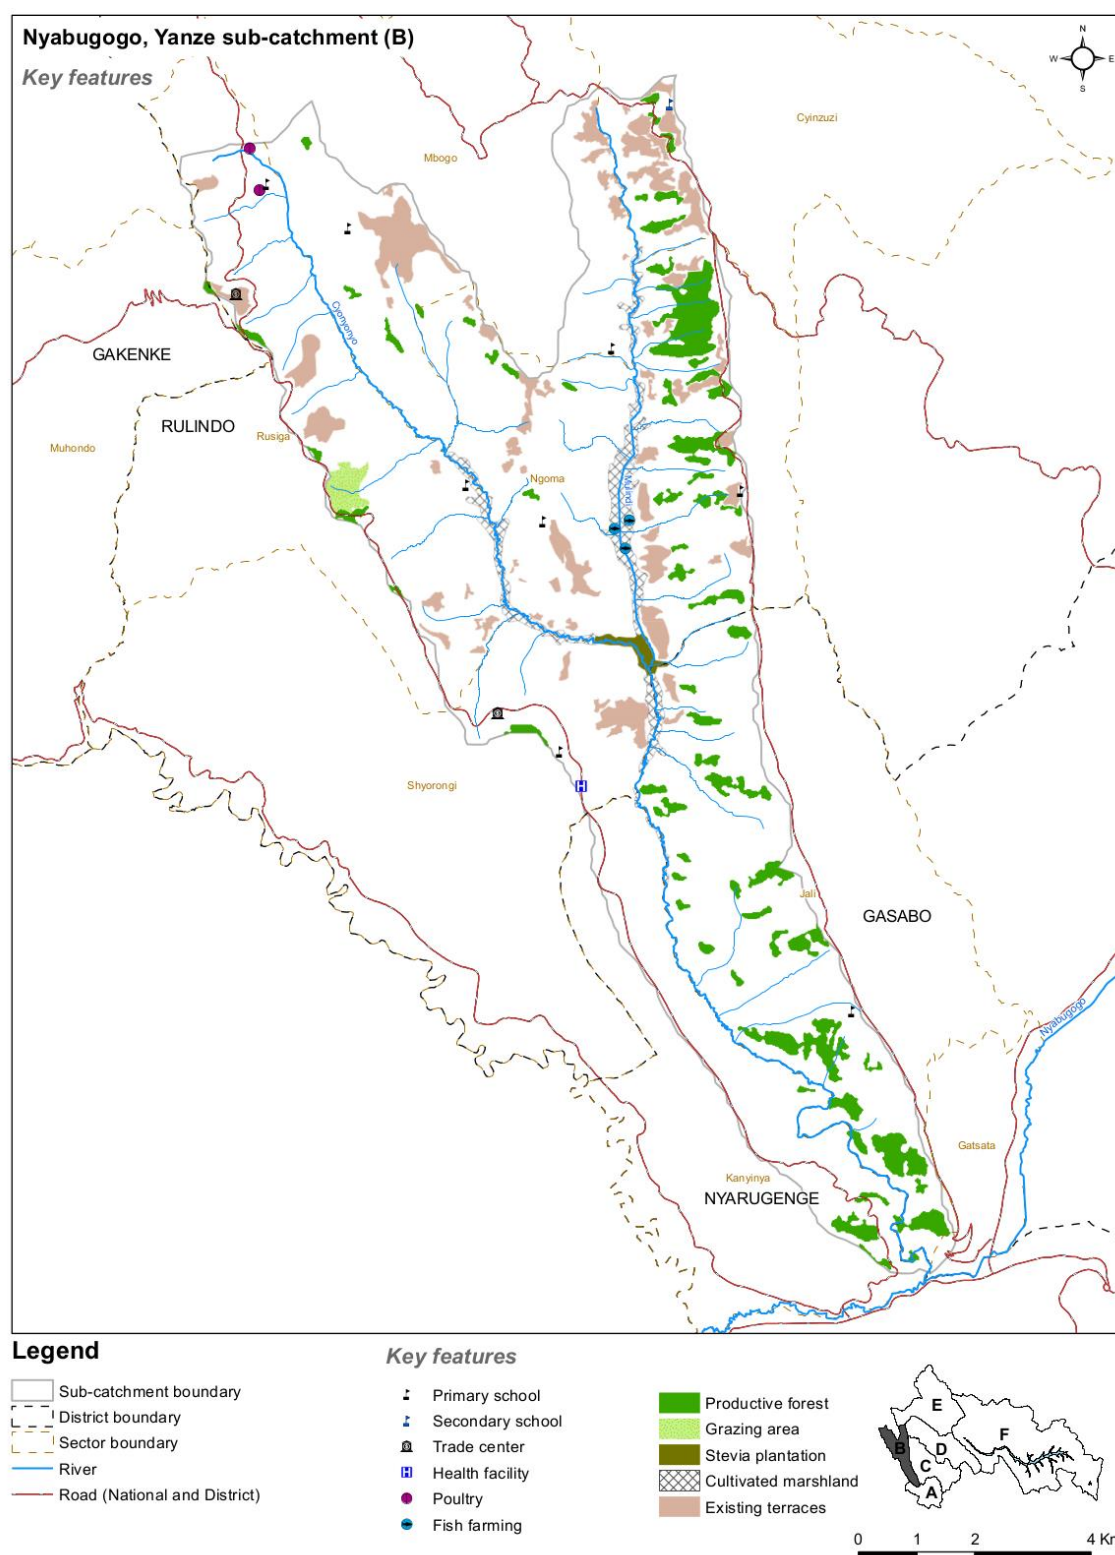 Nyabugogo, Yanze sub-catchment (B)
Key features
N
W
E
S
Cyinzuzi
Mbogo
Cyonyonyo
GAKENKE
RULINDO
Muhondo
Rusiga
Ngoma
Shyorongi
Jali
GASABO
Nyabugogo
Gatsata
Kanyinya
NYARUGENGE
Legend
Sub-catchment boundary
District boundary
Sector boundary
River
Road (National and District)
Key features
Primary school
Secondary school
Trade center
H Health facility
Poultry
Fish farming
Productive forest
Grazing area
Stevia plantation
Cultivated marshland
Existing terraces
E
F
B
D
C
A
0 1 2 4 Km